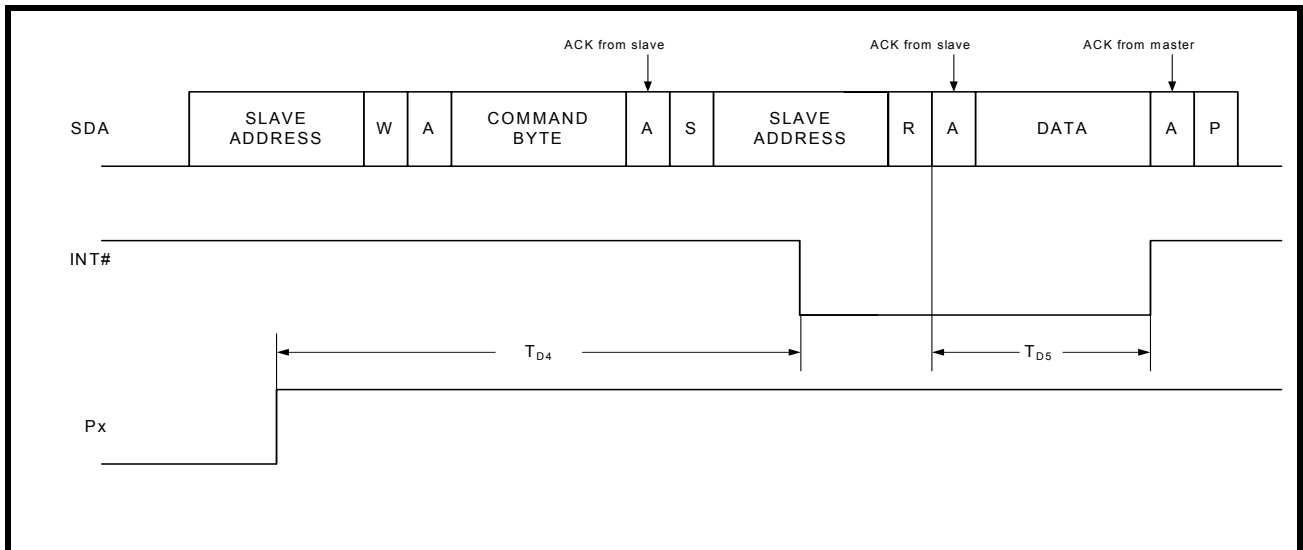 ACK from slave ACK from slave ACK from master
SDA
SLAVE ADDRESS
W
A
COMMAND BYTE
A
S
SLAVE ADDRESS
R
A
DATA
A
P
INT#
TD4
TD5
Px